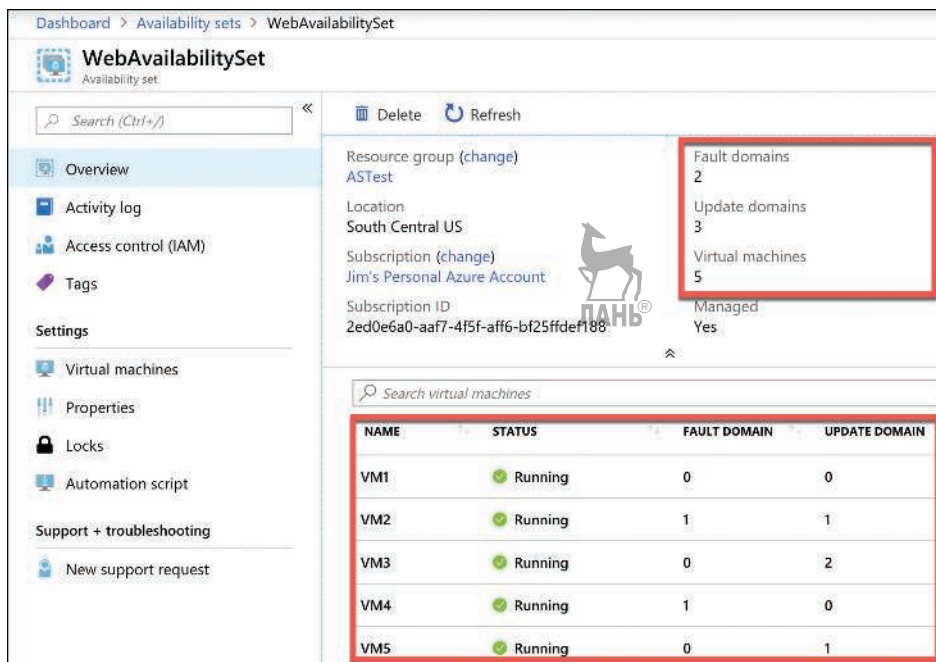 Dashboard > Availability sets > WebAvailabilitySet
WebAvailabilitySet
Availability set
Search (Ctrl+/)
«
Overview
Activity log
Access control (IAM)
Tags
Settings
Virtual machines
Properties
Locks
Automation script
Support + troubleshooting
New support request
Delete Refresh
Resource group (change)
ASTest
Location
South Central US
Subscription (change)
Jim's Personal Azure Account
Subscription ID
2ed0e6a0-aaf7-4f5f-aff6-bf25ffdef188
Fault domains
2
Update domains
3
Virtual machines
5
Managed
Yes
ЛАНЬ®
Search virtual machines
NAME STATUS FAULT DOMAIN UPDATE DOMAIN
VM1 Running 0 0
VM2 Running 1 1
VM3 Running 0 2
VM4 Running 1 0
VM5 Running 0 1